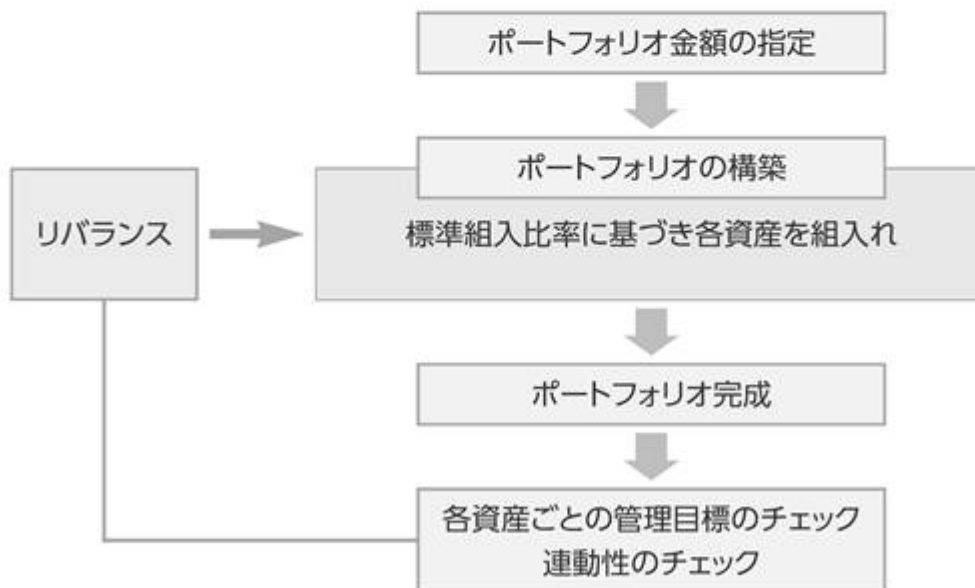 ポートフォリオ金額の指定
ポートフォリオの構築
リバランス
標準組入比率に基づき各資産を組入れ
ポートフォリオ完成
各資産ごとの管理目標のチェック
連動性のチェック